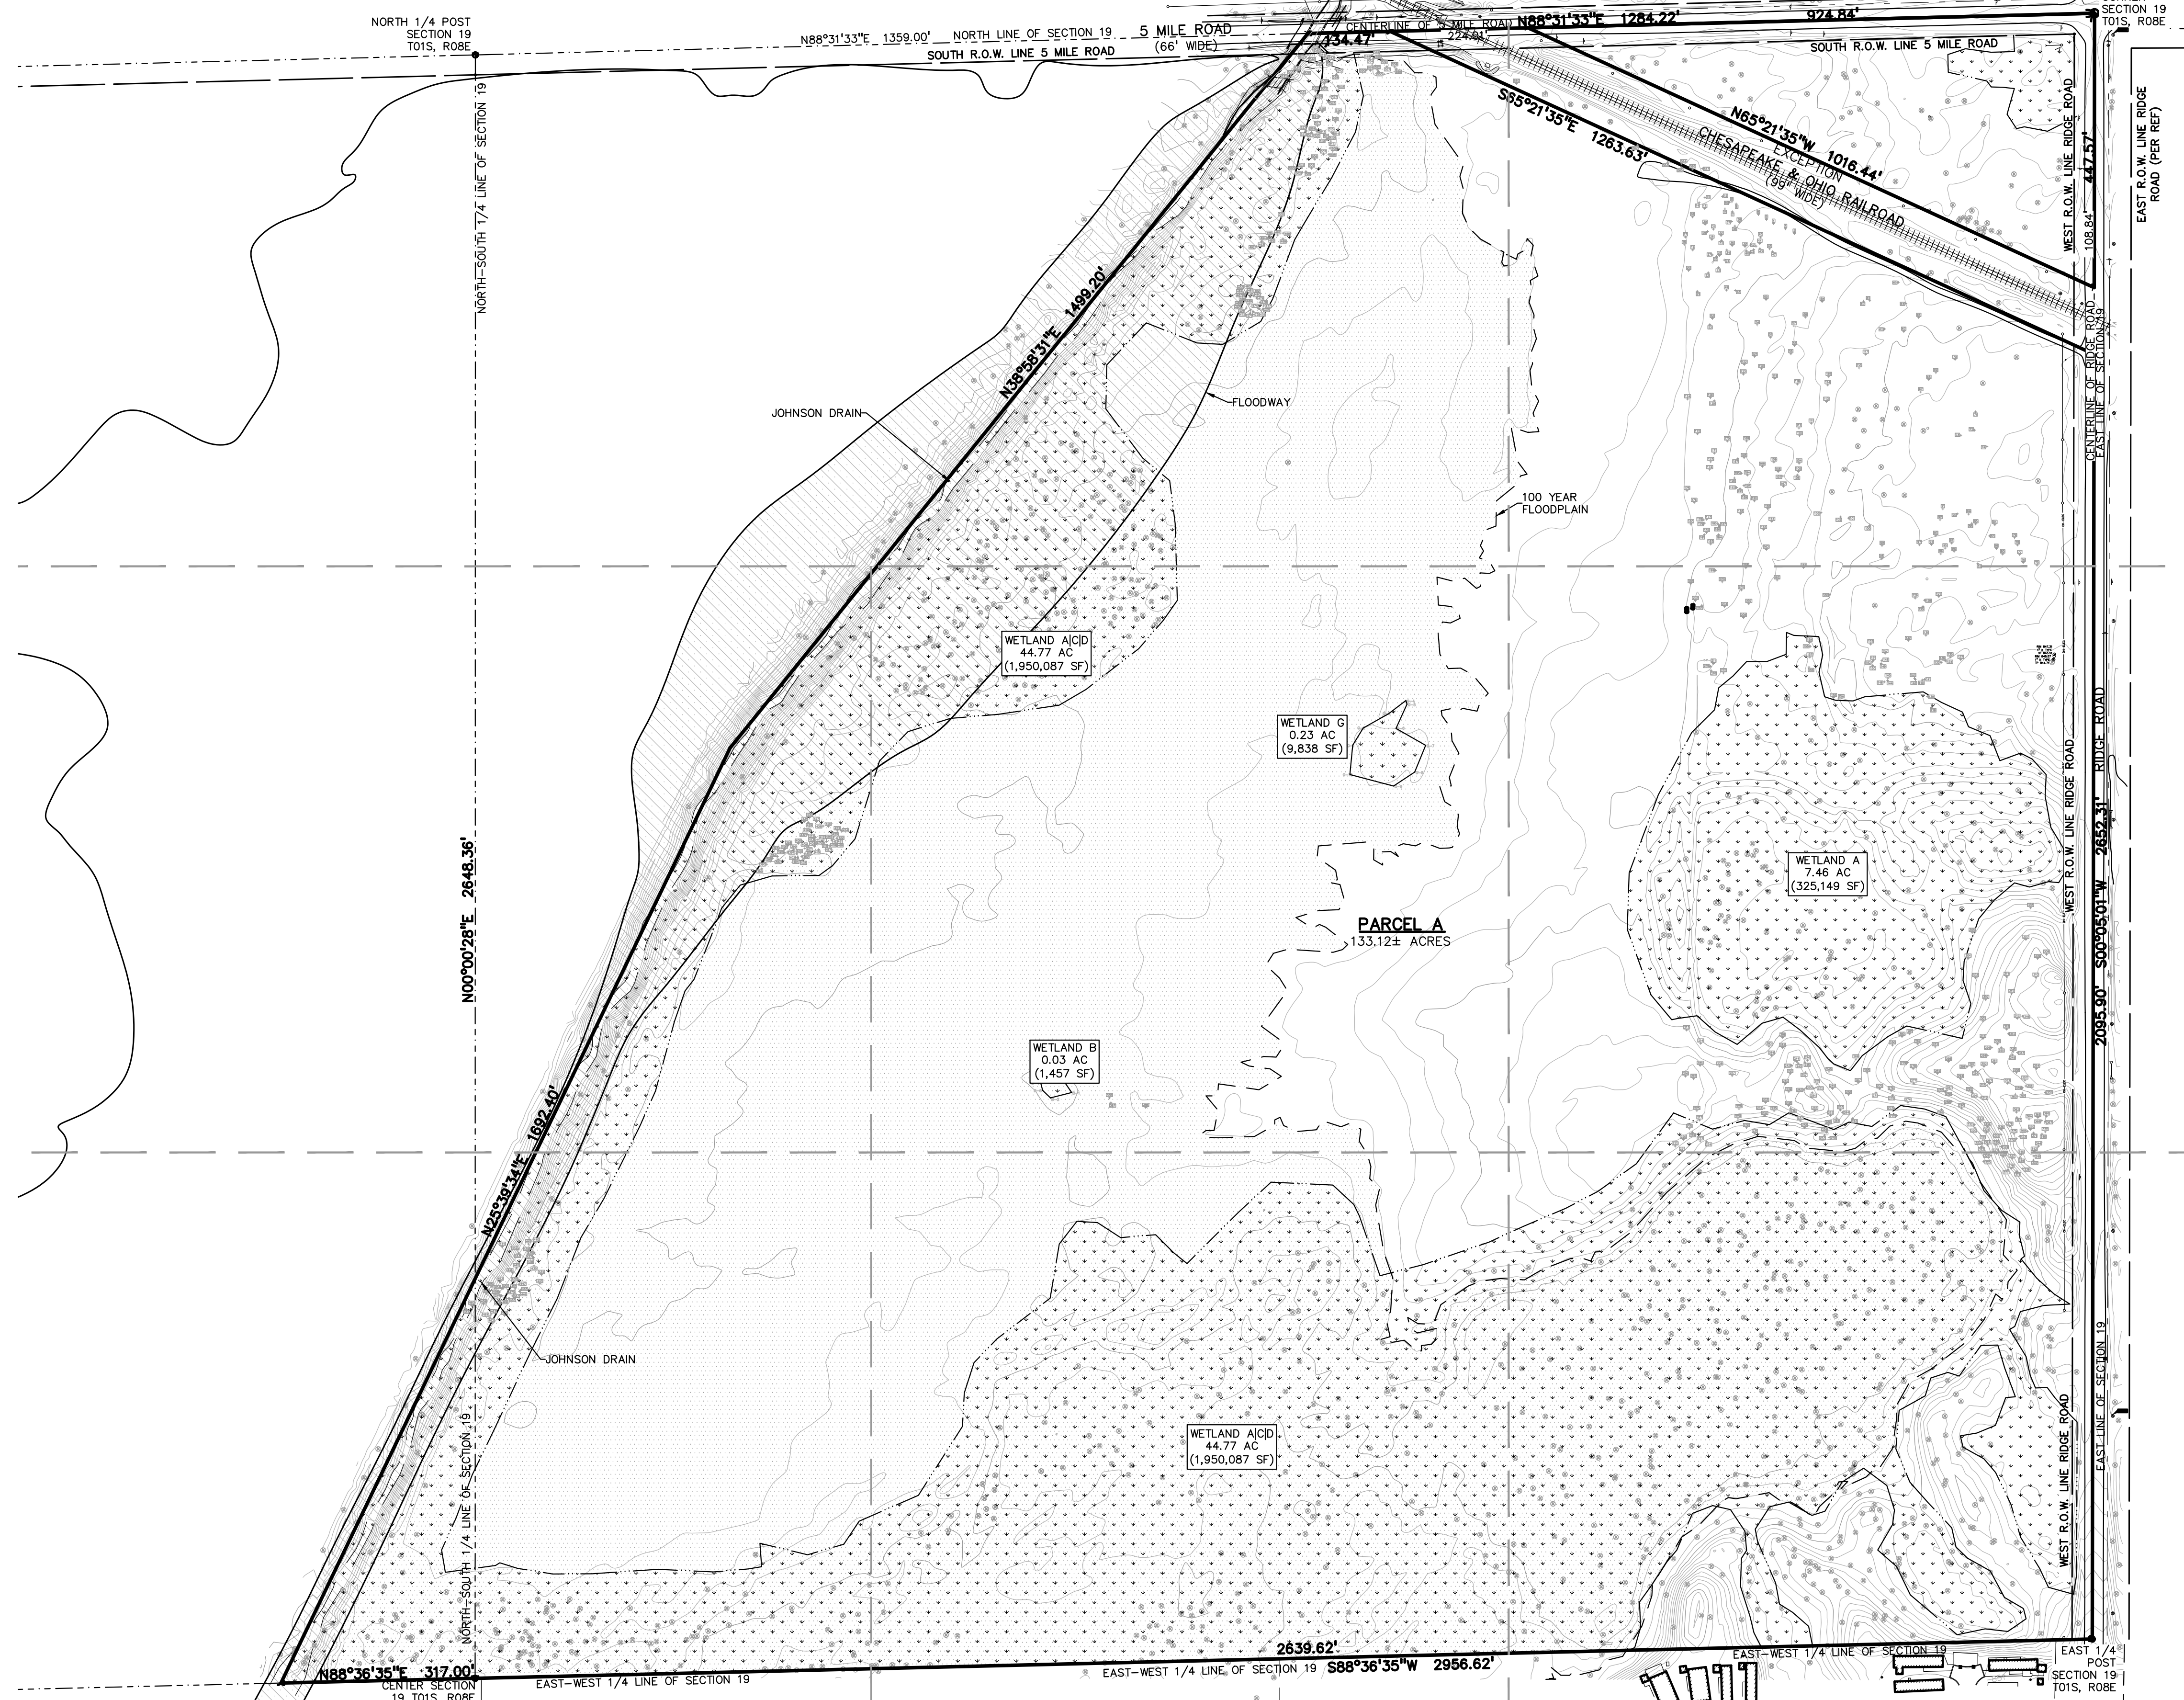 NORTH 1/4 POST
SECTION 19
T01S, R08E
N88°31'33"E 1359.00'
NORTH LINE OF SECTION 19
5 MILE ROAD
(66' WIDE)
SOUTH R.O.W. LINE 5 MILE ROAD
CENTERLINE OF 5 MILE ROAD
N88°31'33"E 1284.22'
924.84'
134.47'
224.91'
SOUTH R.O.W. LINE 5 MILE ROAD
SECTION 19
T01S, R08E
NORTH-SOUTH 1/4 LINE OF SECTION 19
S65°21'35"E 1263.63'
N65°21'35"W 1016.44'
EXCEPTION
CHESAPEAKE & OHIO RAILROAD
(99' WIDE)
WEST R.O.W. LINE RIDGE ROAD
447.57'
108.84'
EAST R.O.W. LINE RIDGE
ROAD (PER REF)
CENTERLINE OF RIDGE ROAD
EAST LINE OF SECTION 19
N38°58'31"E 1499.20'
JOHNSON DRAIN
FLOODWAY
100 YEAR
FLOODPLAIN
WETLAND A|C|D
44.77 AC
(1,950,087 SF)
WETLAND G
0.23 AC
(9,838 SF)
WETLAND A
7.46 AC
(325,149 SF)
PARCEL A
133.12± ACRES
WEST R.O.W. LINE RIDGE ROAD
RIDGE ROAD
2095.90' S00°05'01"W 2652.31'
N00°00'28"E 2648.36'
WETLAND B
0.03 AC
(1,457 SF)
N25°39'34"E 1692.40'
JOHNSON DRAIN
NORTH-SOUTH 1/4 LINE OF SECTION 19
WETLAND A|C|D
44.77 AC
(1,950,087 SF)
WEST R.O.W. LINE RIDGE ROAD
EAST LINE OF SECTION 19
N88°36'35"E 317.00'
CENTER SECTION
19 T01S, R08E
EAST-WEST 1/4 LINE OF SECTION 19
2639.62'
EAST-WEST 1/4 LINE OF SECTION 19
S88°36'35"W 2956.62'
EAST-WEST 1/4 LINE OF SECTION 19
EAST 1/4
POST
SECTION 19
T01S, R08E